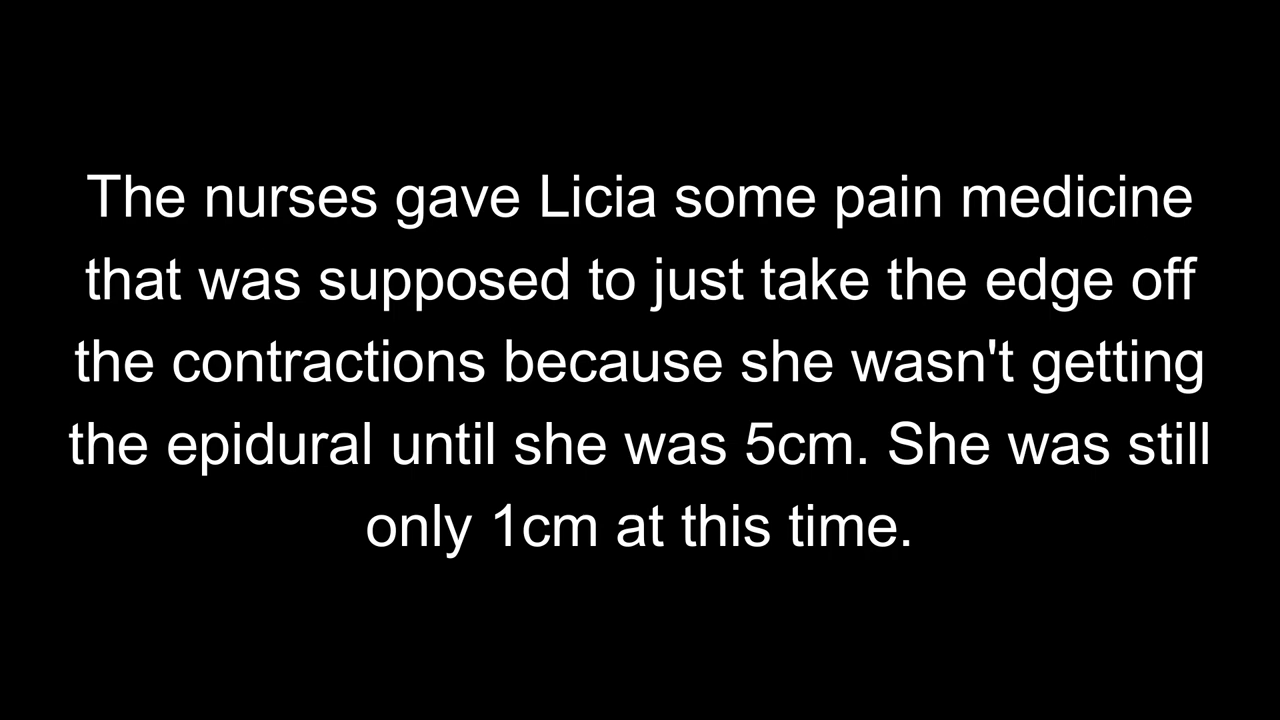 The nurses gave Licia some pain medicine
that was supposed to just take the edge off
the contractions because she wasn't getting
the epidural until she was 5cm. She was still
only 1cm at this time.